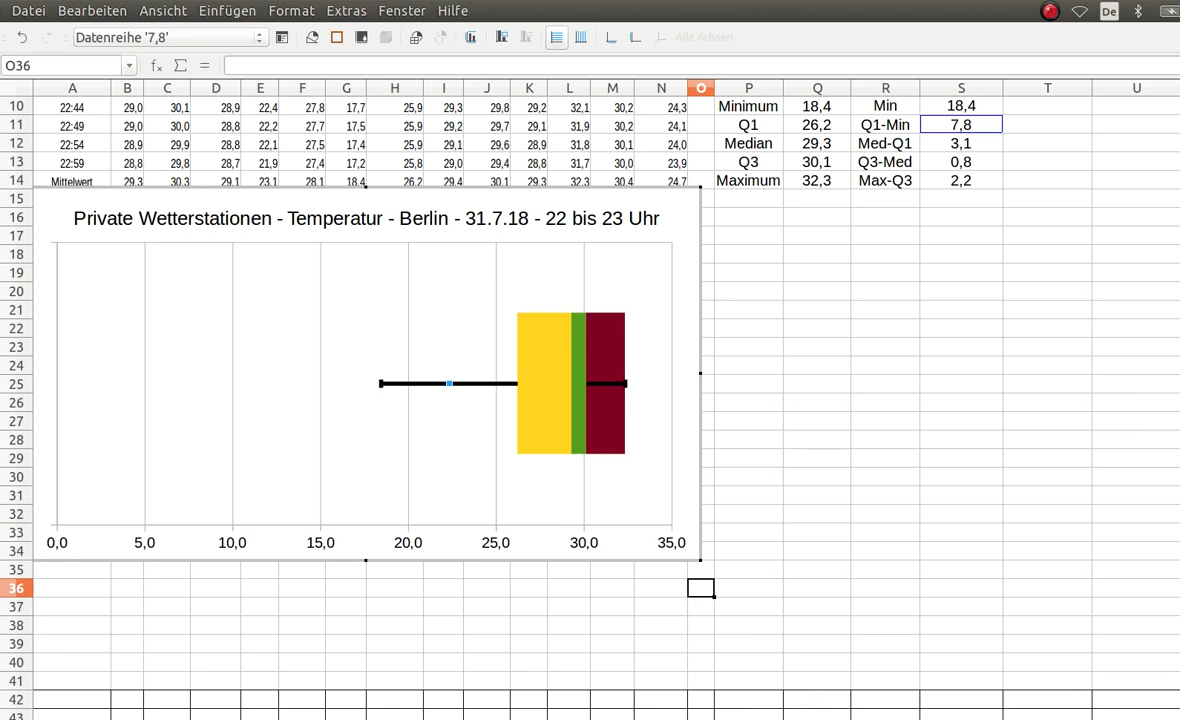 Datei Bearbeiten Ansicht Einfügen Format Extras Fenster Hilfe De
Datenreihe '7,8' Alle Achsen
O36
A B C D E F G H I J K L M N O P Q R S T U
10 22:44 29,0 30,1 28,9 22,4 27,8 17,7 25,9 29,3 29,8 29,2 32,1 30,2 24,3 Minimum 18,4 Min 18,4
11 22:49 29,0 30,0 28,8 22,2 27,7 17,5 25,9 29,2 29,7 29,1 31,9 30,2 24,1 Q1 26,2 Q1-Min 7,8
12 22:54 28,9 29,9 28,8 22,1 27,5 17,4 25,9 29,1 29,6 28,9 31,8 30,1 24,0 Median 29,3 Med-Q1 3,1
13 22:59 28,8 29,8 28,7 21,9 27,4 17,2 25,8 29,0 29,4 28,8 31,7 30,0 23,9 Q3 30,1 Q3-Med 0,8
14 Mittelwert 29,3 30,3 29,1 23,1 28,1 18,4 26,2 29,4 30,1 29,3 32,3 30,4 24,7 Maximum 32,3 Max-Q3 2,2
15
16 Private Wetterstationen - Temperatur - Berlin - 31.7.18 - 22 bis 23 Uhr
17
18
19
20
21
22
23
24
25
26
27
28
29
30
31
32
33
34 0,0 5,0 10,0 15,0 20,0 25,0 30,0 35,0
35
36
37
38
39
40
41
42
43